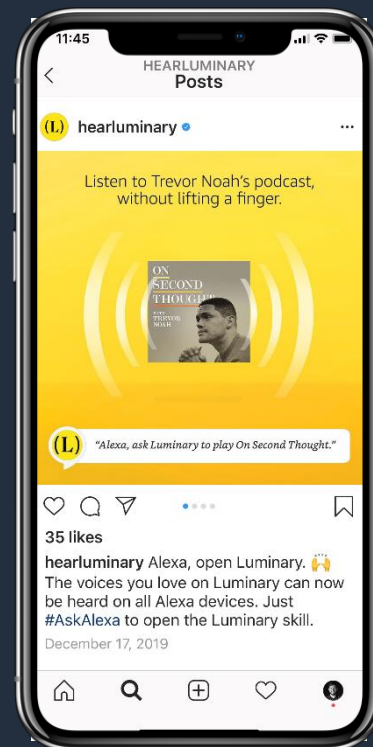 11:45
HEARLUMINARY
Posts
(L) hearluminary
Listen to Trevor Noah's podcast,
without lifting a finger.
ON
SECOND
THOUGHT
WITH
TREVOR
NOAH
(L) "Alexa, ask Luminary to play On Second Thought."
35 likes
hearluminary Alexa, open Luminary. 🙌
The voices you love on Luminary can now
be heard on all Alexa devices. Just
#AskAlexa to open the Luminary skill.
December 17, 2019